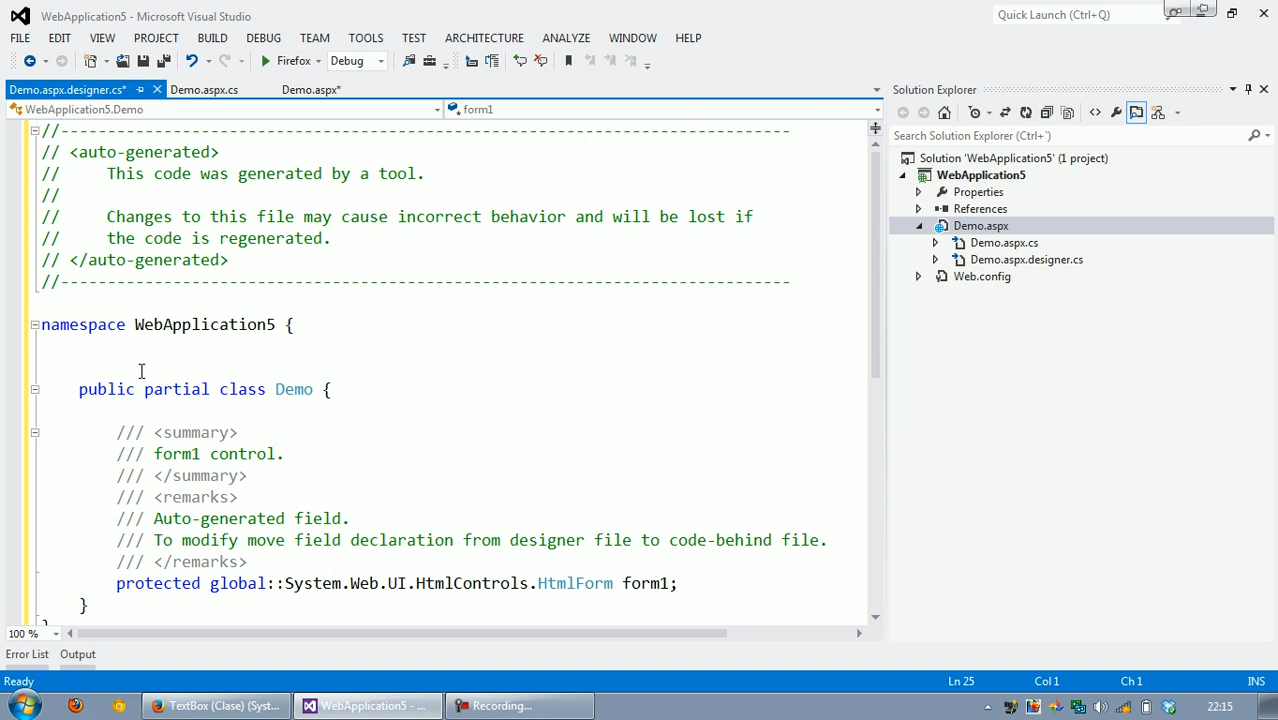 WebApplication5 - Microsoft Visual Studio
Quick Launch (Ctrl+Q)
FILE EDIT VIEW PROJECT BUILD DEBUG TEAM TOOLS TEST ARCHITECTURE ANALYZE WINDOW HELP
Firefox Debug
Demo.aspx.designer.cs* Demo.aspx.cs Demo.aspx*
WebApplication5.Demo form1
//------------------------------------------------------------------------------
// <auto-generated>
//     This code was generated by a tool.
//
//     Changes to this file may cause incorrect behavior and will be lost if
//     the code is regenerated.
// </auto-generated>
//------------------------------------------------------------------------------
namespace WebApplication5 {
public partial class Demo {
/// <summary>
/// form1 control.
/// </summary>
/// <remarks>
/// Auto-generated field.
/// To modify move field declaration from designer file to code-behind file.
/// </remarks>
protected global::System.Web.UI.HtmlControls.HtmlForm form1;
}
}
100 %
Solution Explorer
Search Solution Explorer (Ctrl+`)
Solution 'WebApplication5' (1 project)
WebApplication5
Properties
References
Demo.aspx
Demo.aspx.cs
Demo.aspx.designer.cs
Web.config
Error List Output
Ready Ln 25 Col 1 Ch 1 INS
TextBox (Clase) (Syst... WebApplication5 - ... Recording... 22:15